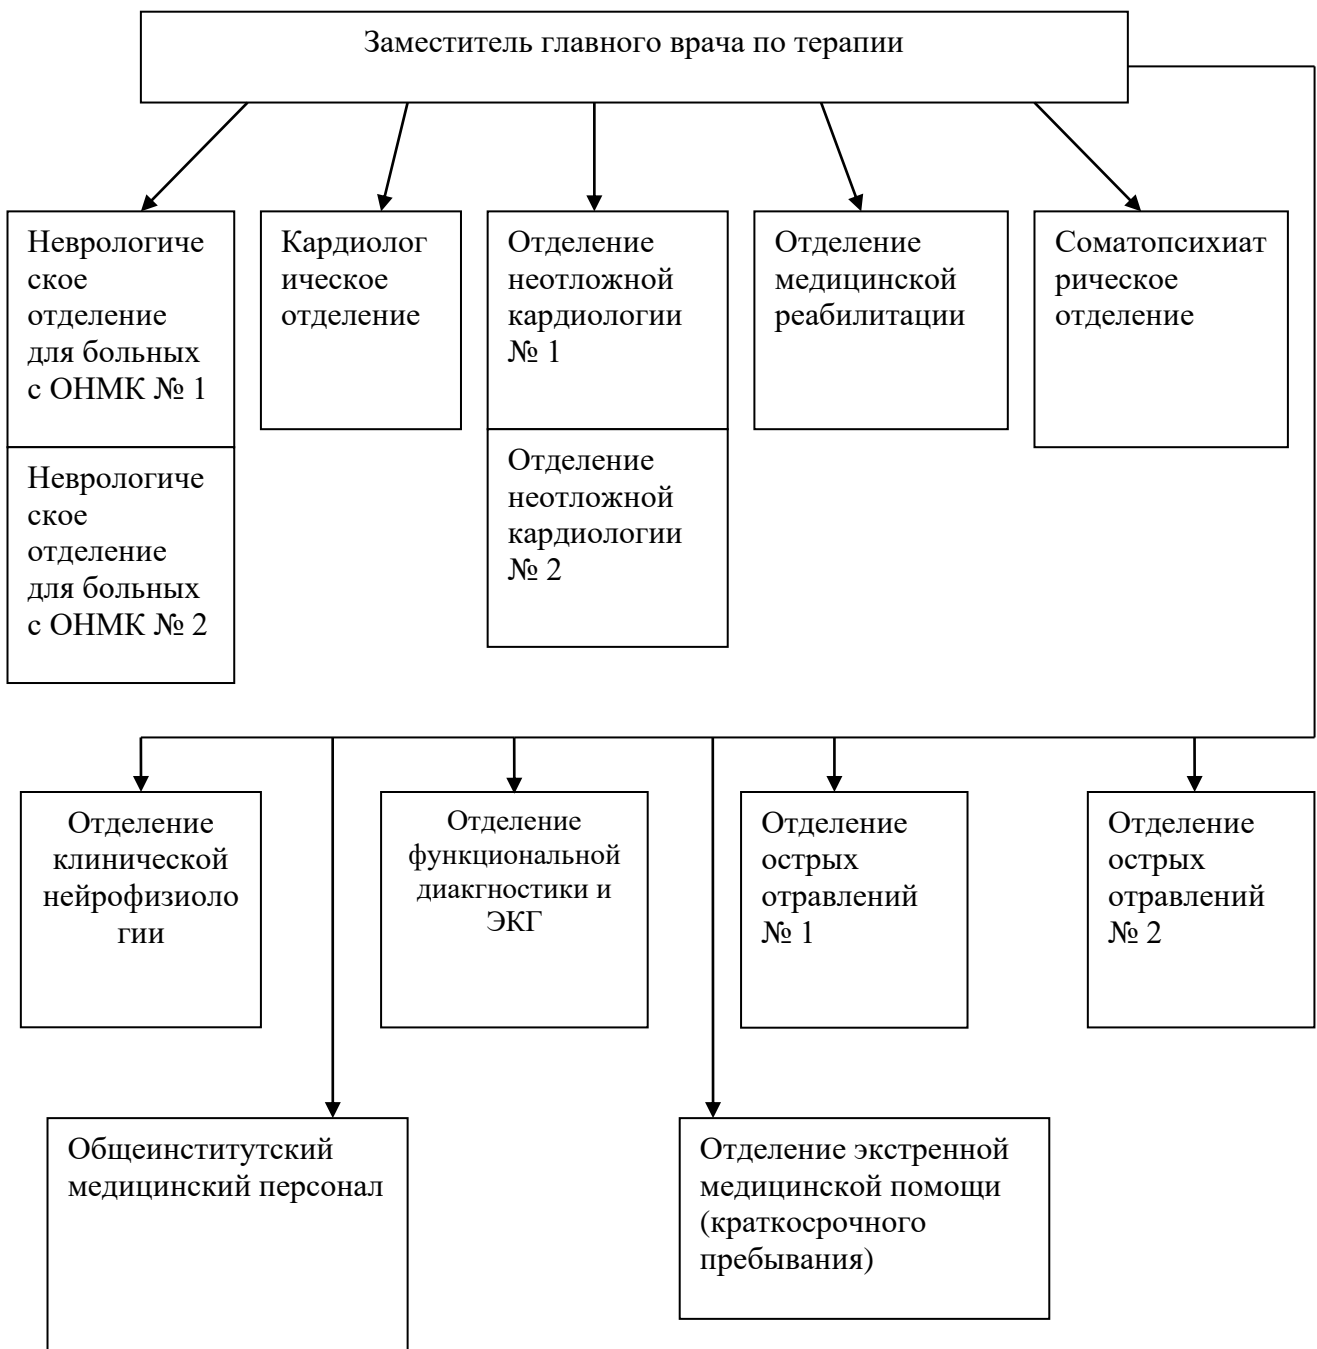 Заместитель главного врача по терапии
Неврологиче
ское
отделение
для больных
с ОНМК № 1
Кардиолог
ическое
отделение
Отделение
неотложной
кардиологии
№ 1
Отделение
медицинской
реабилитации
Соматопсихиат
рическое
отделение
Неврологиче
ское
отделение
для больных
с ОНМК № 2
Отделение
неотложной
кардиологии
№ 2
Отделение
клинической
нейрофизиоло
гии
Отделение
функциональной
диакгностики и
ЭКГ
Отделение
острых
отравлений
№ 1
Отделение
острых
отравлений
№ 2
Общеинститутский
медицинский персонал
Отделение экстренной
медицинской помощи
(краткосрочного
пребывания)